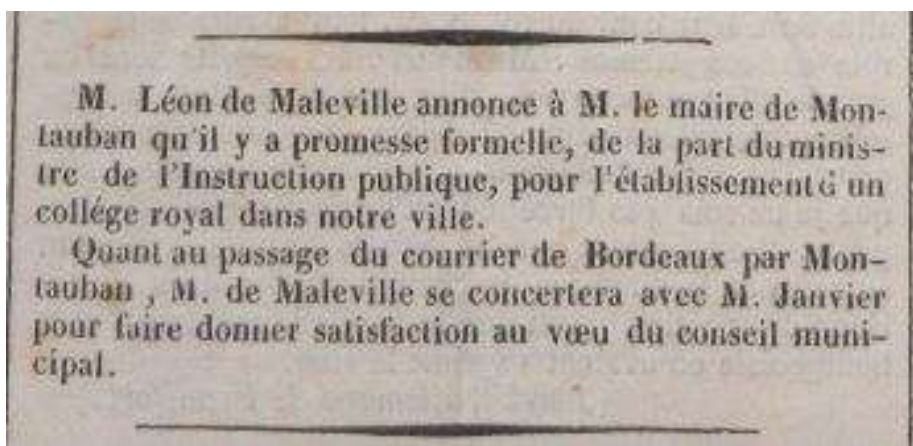 M. Léon de Maleville annonce à M. le maire de Mon-
tauban qu'il y a promesse formelle, de la part du minis-
tre de l'Instruction publique, pour l'établissement d'un
collége royal dans notre ville.
Quant au passage du courrier de Bordeaux par Mon-
tauban, M. de Maleville se concertera avec M. Janvier
pour faire donner satisfaction au vœu du conseil muni-
cipal.